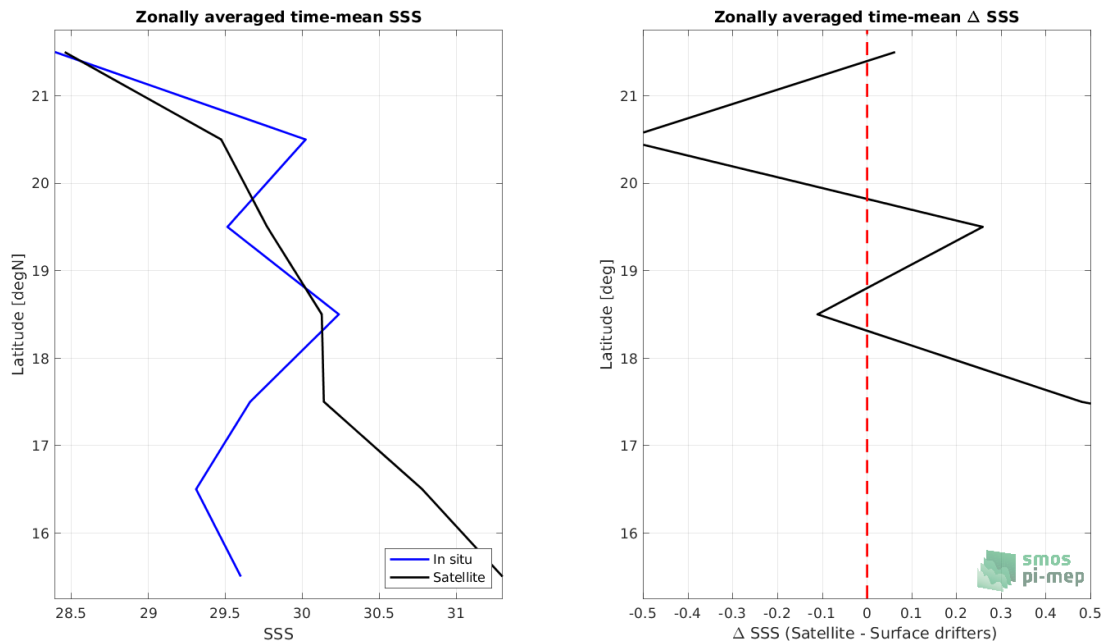 Zonally averaged time-mean SSS
21
20
19
18
17
16
Latitude [degN]
28.5 29 29.5 30 30.5 31
SSS
In situ
Satellite
Zonally averaged time-mean Δ SSS
21
20
19
18
17
16
Latitude [deg]
-0.5 -0.4 -0.3 -0.2 -0.1 0 0.1 0.2 0.3 0.4 0.5
Δ SSS (Satellite - Surface drifters)
smos
pi-mep